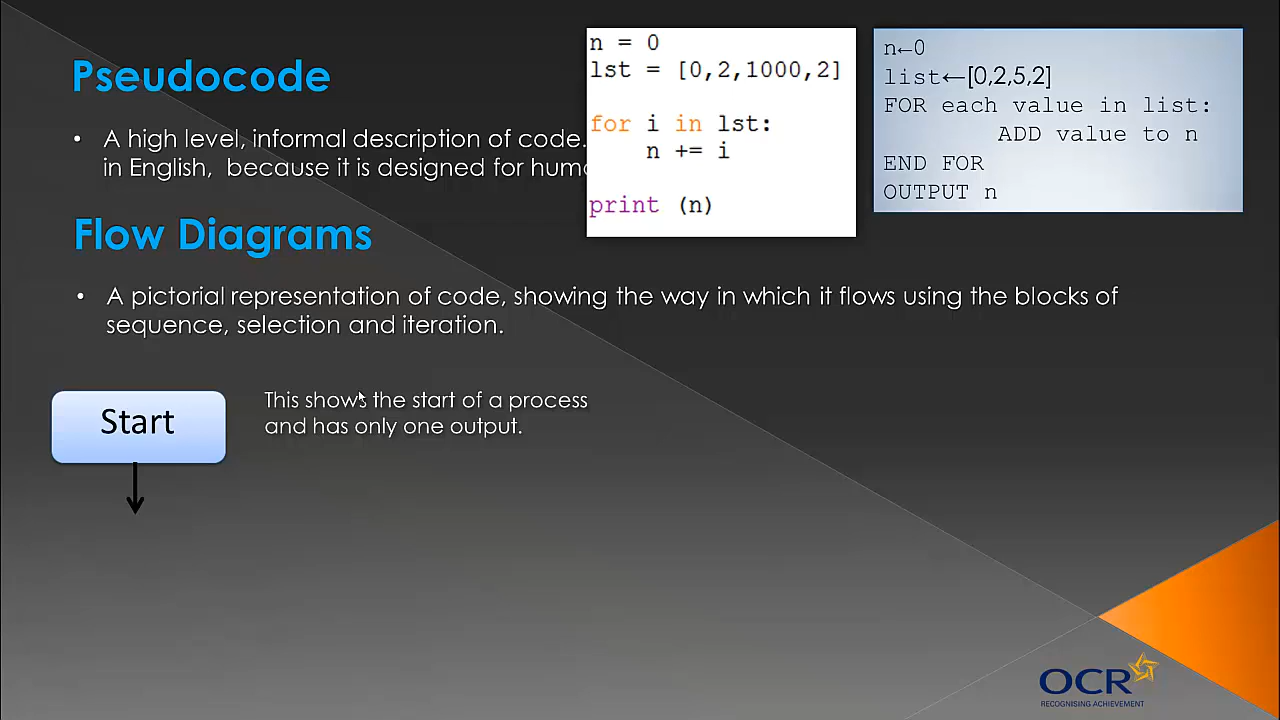 Pseudocode
• A high level, informal description of code.
in English, because it is designed for
n = 0
lst = [0,2,1000,2]
for i in lst:
n += i
print (n)
n←0
list←[0,2,5,2]
FOR each value in list:
ADD value to n
END FOR
OUTPUT n
Flow Diagrams
• A pictorial representation of code, showing the way in which it flows using the blocks of
sequence, selection and iteration.
Start
This shows the start of a process
and has only one output.
OCR
RECOGNISING ACHIEVEMENT